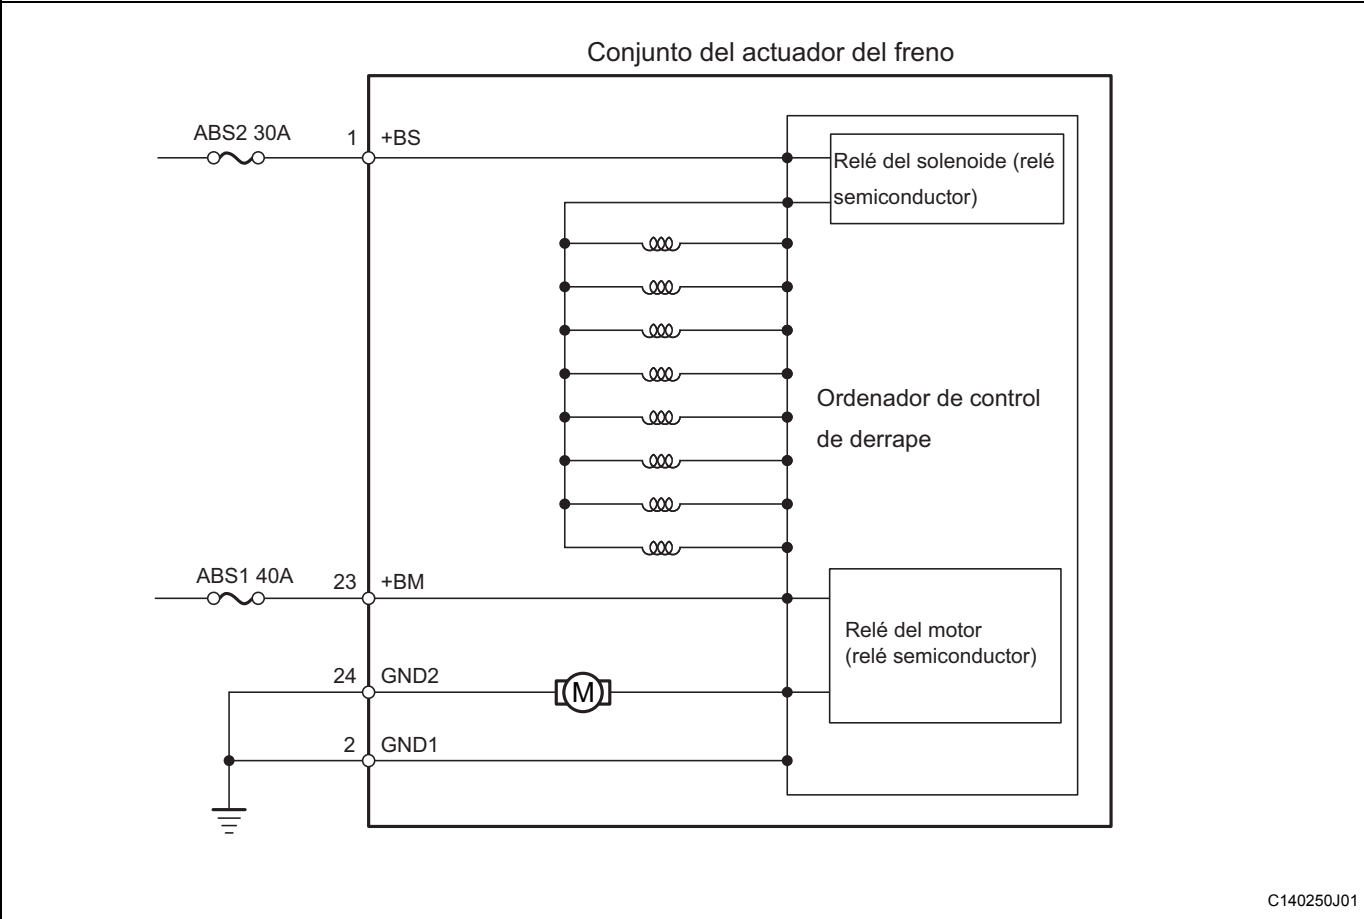 Conjunto del actuador del freno
ABS2 30A
1
+BS
Relé del solenoide (relé
semiconductor)
Ordenador de control
de derrape
ABS1 40A
23
+BM
Relé del motor
(relé semiconductor)
24
GND2
M
2
GND1
C140250J01